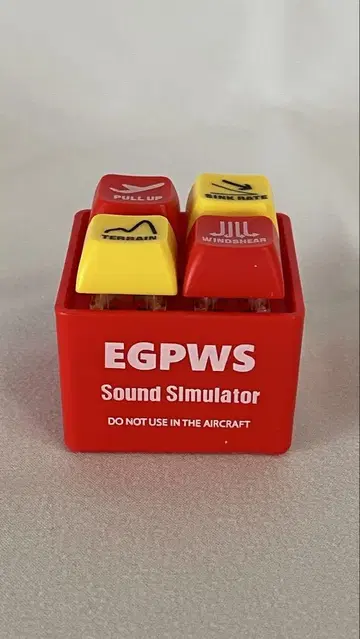 PULL UP
SINK RATE
TERRAIN
WINDSHEAR
EGPWS
Sound Simulator
DO NOT USE IN THE AIRCRAFT